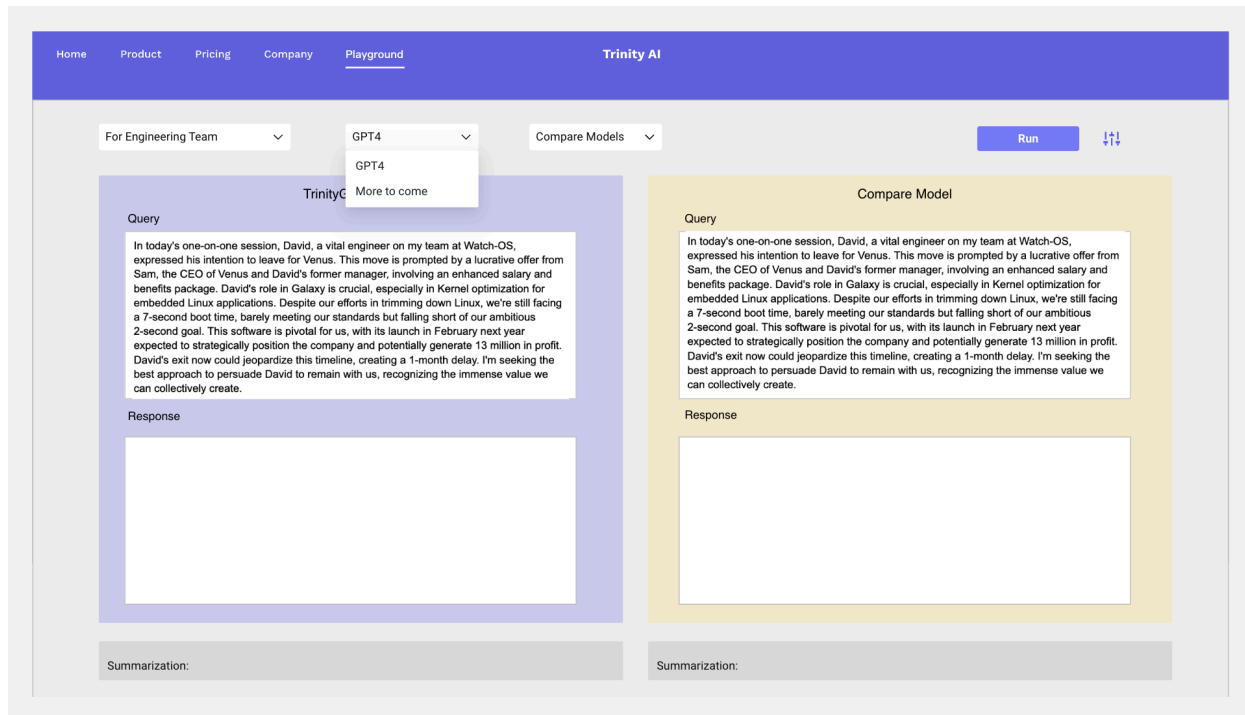 Home Product Pricing Company Playground Trinity AI
For Engineering Team GPT4 Compare Models Run
GPT4
More to come
TrinityG
Query
In today's one-on-one session, David, a vital engineer on my team at Watch-OS,
expressed his intention to leave for Venus. This move is prompted by a lucrative offer from
Sam, the CEO of Venus and David's former manager, involving an enhanced salary and
benefits package. David's role in Galaxy is crucial, especially in Kernel optimization for
embedded Linux applications. Despite our efforts in trimming down Linux, we're still facing
a 7-second boot time, barely meeting our standards but falling short of our ambitious
2-second goal. This software is pivotal for us, with its launch in February next year
expected to strategically position the company and potentially generate 13 million in profit.
David's exit now could jeopardize this timeline, creating a 1-month delay. I'm seeking the
best approach to persuade David to remain with us, recognizing the immense value we
can collectively create.
Response
Summarization:
Compare Model
Query
In today's one-on-one session, David, a vital engineer on my team at Watch-OS,
expressed his intention to leave for Venus. This move is prompted by a lucrative offer from
Sam, the CEO of Venus and David's former manager, involving an enhanced salary and
benefits package. David's role in Galaxy is crucial, especially in Kernel optimization for
embedded Linux applications. Despite our efforts in trimming down Linux, we're still facing
a 7-second boot time, barely meeting our standards but falling short of our ambitious
2-second goal. This software is pivotal for us, with its launch in February next year
expected to strategically position the company and potentially generate 13 million in profit.
David's exit now could jeopardize this timeline, creating a 1-month delay. I'm seeking the
best approach to persuade David to remain with us, recognizing the immense value we
can collectively create.
Response
Summarization: